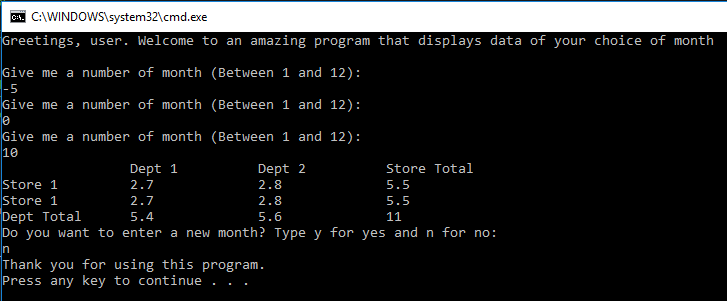 C:\WINDOWS\system32\cmd.exe
Greetings, user. Welcome to an amazing program that displays data of your choice of month
Give me a number of month (Between 1 and 12):
-5
Give me a number of month (Between 1 and 12):
0
Give me a number of month (Between 1 and 12):
10
Dept 1 Dept 2 Store Total
Store 1 2.7 2.8 5.5
Store 1 2.7 2.8 5.5
Dept Total 5.4 5.6 11
Do you want to enter a new month? Type y for yes and n for no:
n
Thank you for using this program.
Press any key to continue . . .